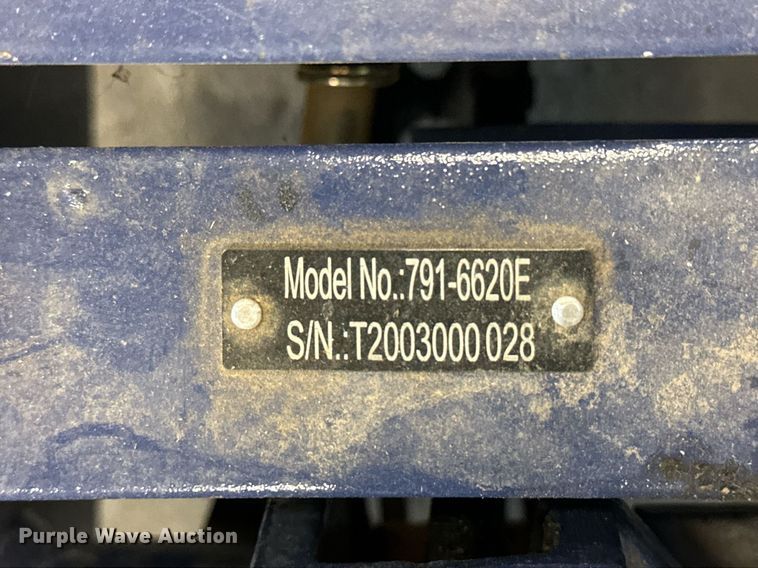 Model No.:791-6620E
S/N.:T2003000 028
Purple Wave Auction